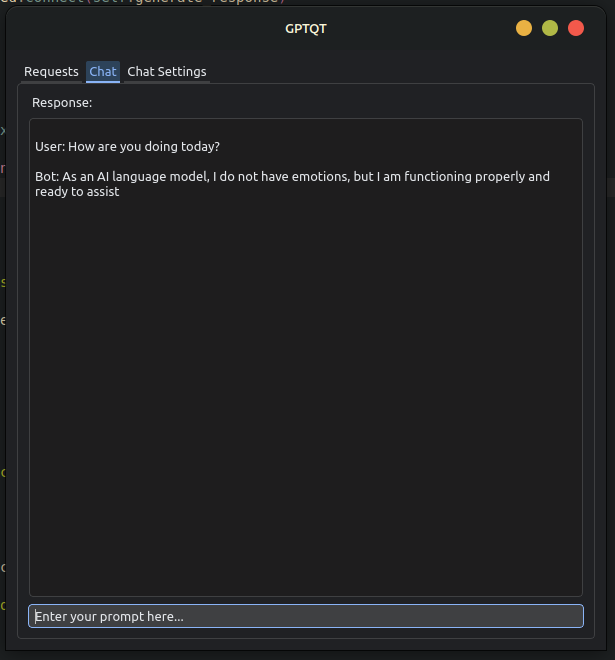 GPTQT
Requests Chat Chat Settings
Response:
User: How are you doing today?
Bot: As an AI language model, I do not have emotions, but I am functioning properly and
ready to assist
Enter your prompt here...